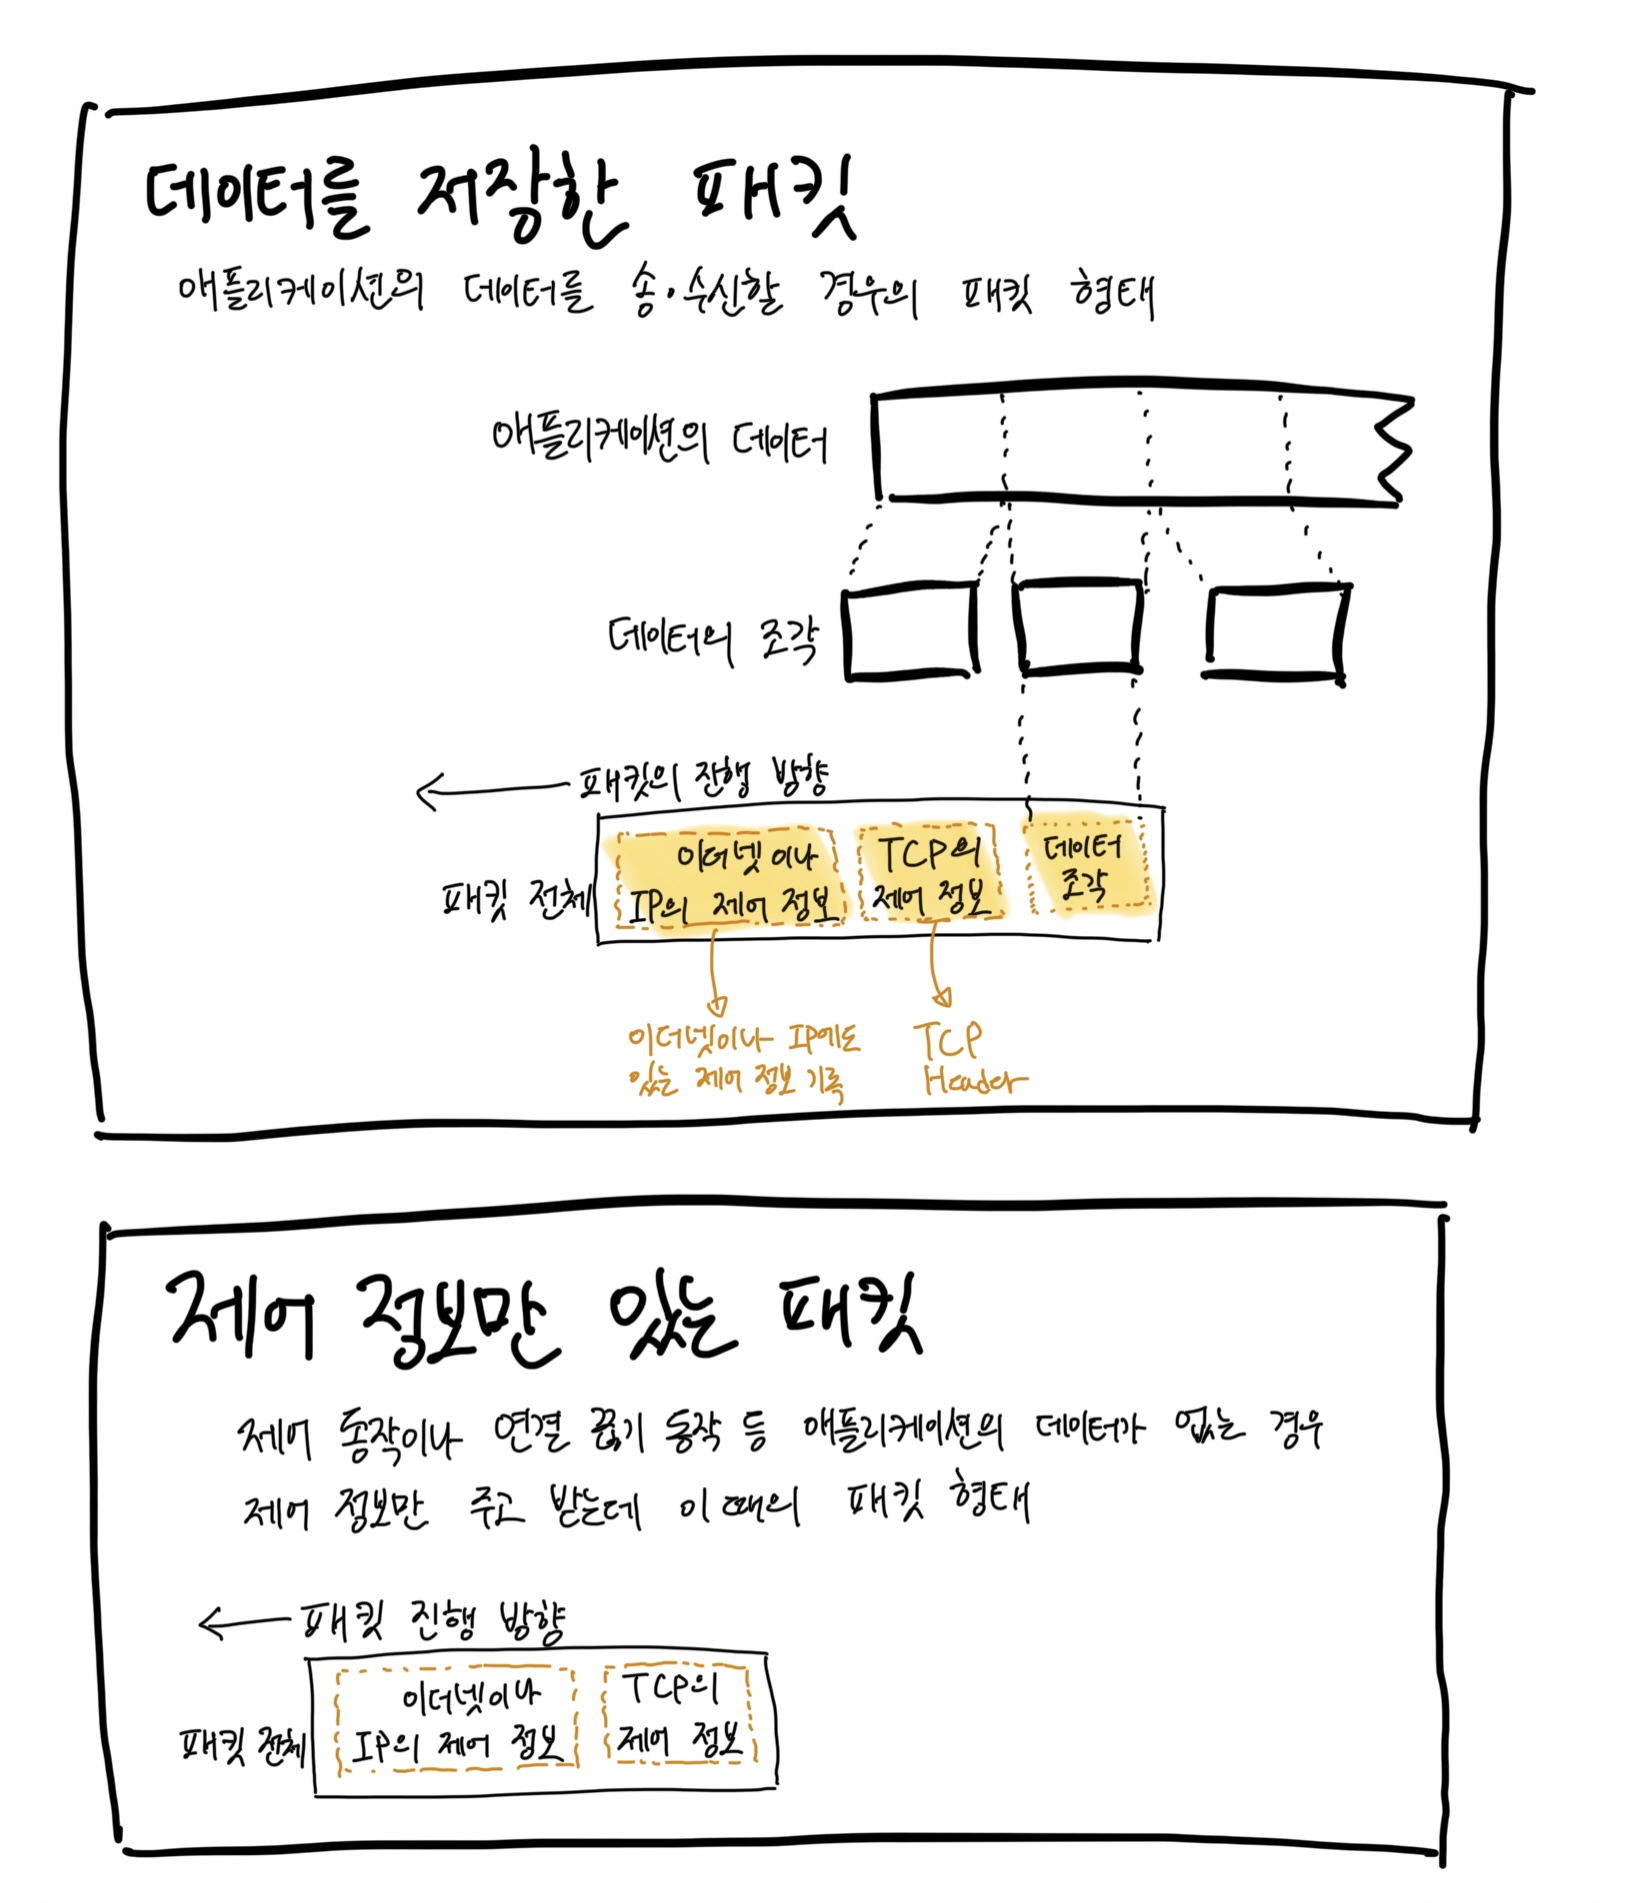 데이터를 저장한 패킷
애플리케이션의 데이터를 송·수신할 경우의 패킷 형태
애플리케이션의 데이터
데이터의 조각
패킷의 진행 방향
패킷 전체
이더넷이나
IP의 제어 정보
TCP의
제어 정보
데이터
조각
이더넷이나 IP에도
있는 제어 정보 기록
TCP
Header
제어 정보만 있는 패킷
제어 동작이나 연결 끊기 동작 등 애플리케이션의 데이터가 없는 경우
제어 정보만 주고 받는데 이 때의 패킷 형태
패킷 진행 방향
패킷 전체
이더넷이나
IP의 제어 정보
TCP의
제어 정보